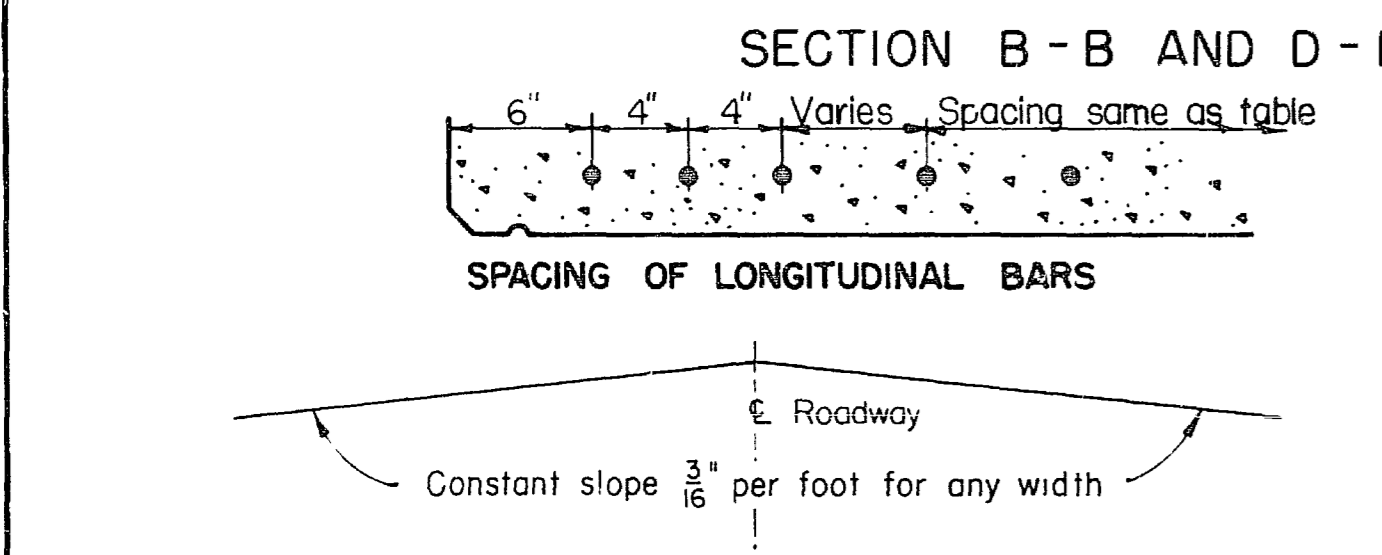 SECTION B-B AND D-
6" 4" 4" Varies Spacing same as table
SPACING OF LONGITUDINAL BARS
℄ Roadway
Constant slope 3/16" per foot for any width